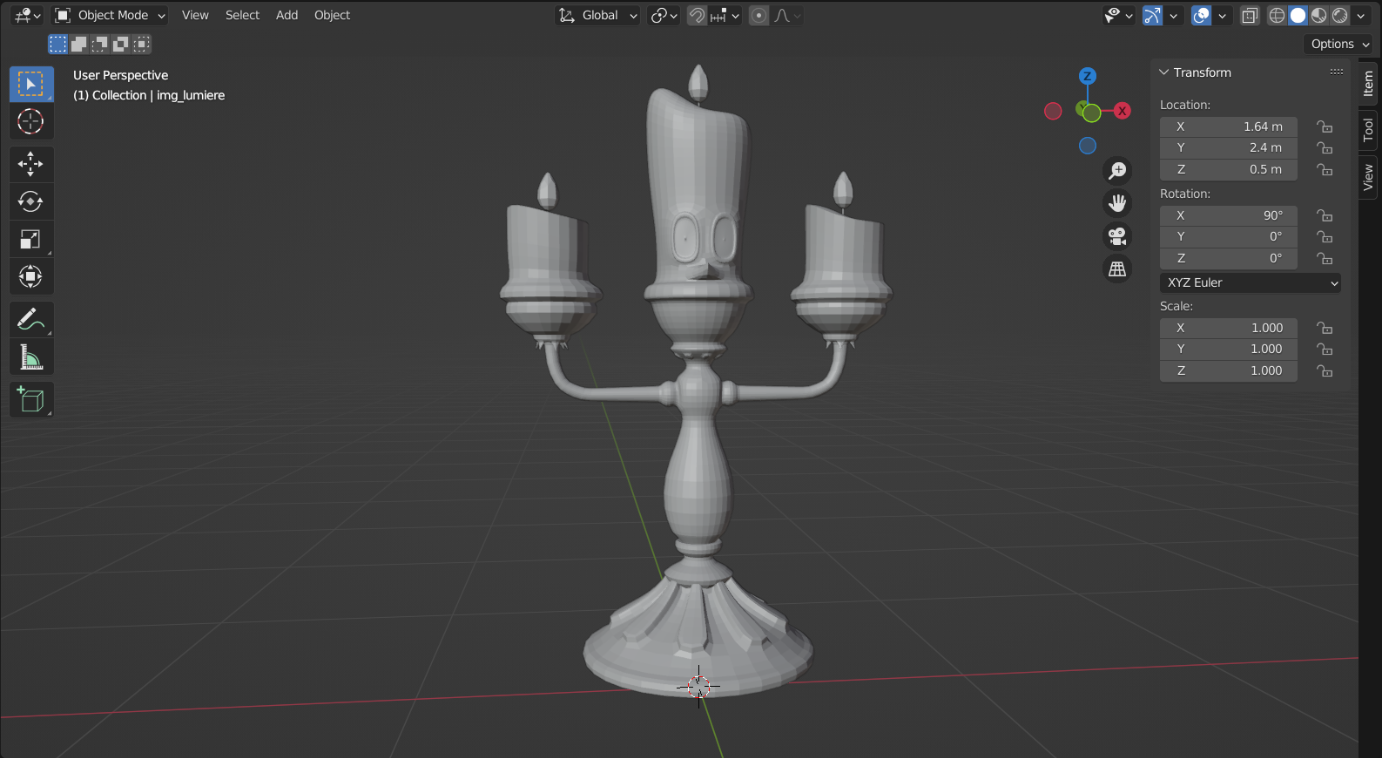 Object Mode View Select Add Object Global
Options
User Perspective
(1) Collection | img_lumiere
Z
Y
X
Transform
Item
Tool
View
Location:
X 1.64 m
Y 2.4 m
Z 0.5 m
Rotation:
X 90°
Y 0°
Z 0°
XYZ Euler
Scale:
X 1.000
Y 1.000
Z 1.000